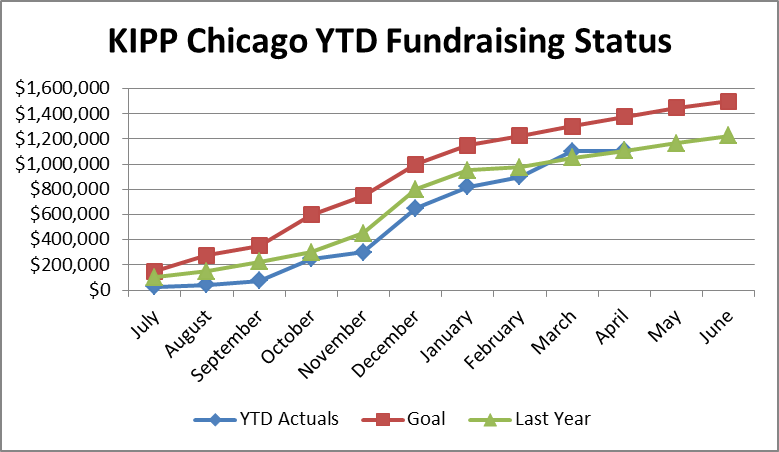 KIPP Chicago YTD Fundraising Status
$1,600,000
$1,400,000
$1,200,000
$1,000,000
$800,000
$600,000
$400,000
$200,000
$0
July
August
September
October
November
December
January
February
March
April
May
June
YTD Actuals Goal Last Year